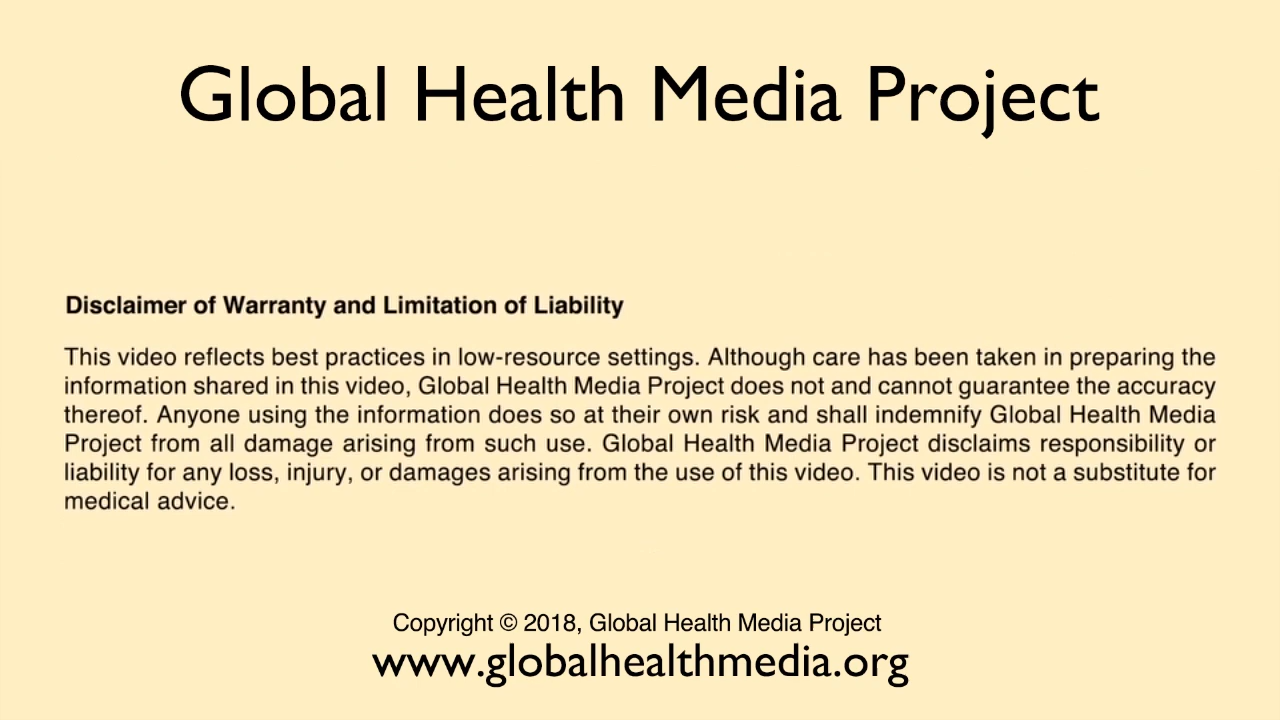 Global Health Media Project
Disclaimer of Warranty and Limitation of Liability
This video reflects best practices in low-resource settings. Although care has been taken in preparing the
information shared in this video, Global Health Media Project does not and cannot guarantee the accuracy
thereof. Anyone using the information does so at their own risk and shall indemnify Global Health Media
Project from all damage arising from such use. Global Health Media Project disclaims responsibility or
liability for any loss, injury, or damages arising from the use of this video. This video is not a substitute for
medical advice.
Copyright © 2018, Global Health Media Project
www.globalhealthmedia.org